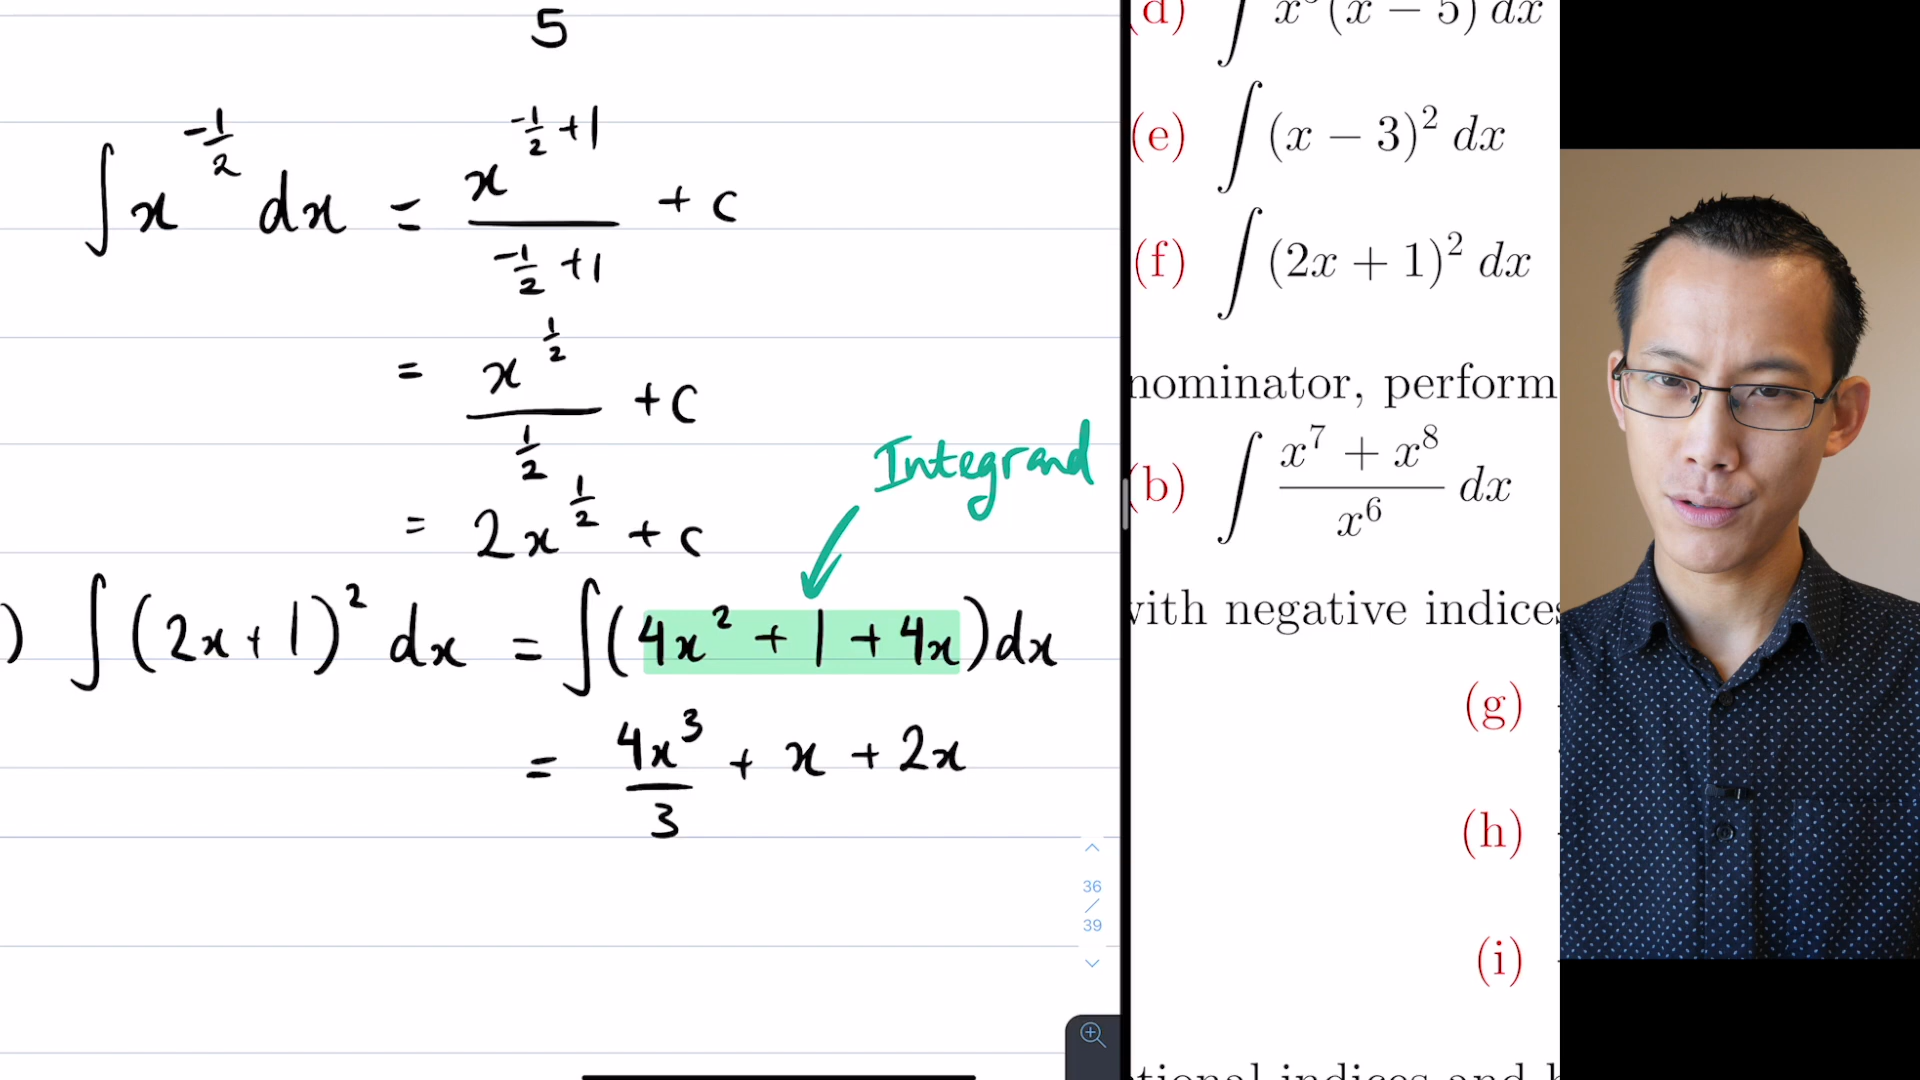 5
∫ x^(-1/2) dx = x^(-1/2 + 1) / (-1/2 + 1) + c
= x^(1/2) / (1/2) + c
= 2x^(1/2) + c
Integrand
) ∫ (2x + 1)² dx = ∫ (4x² + 1 + 4x) dx
= 4x³/3 + x + 2x
36
/
39
(e) ∫ (x − 3)² dx
(f) ∫ (2x + 1)² dx
nominator, perform
(b) ∫ (x⁷ + x⁸)/x⁶ dx
with negative indices
(g)
(h)
(i)